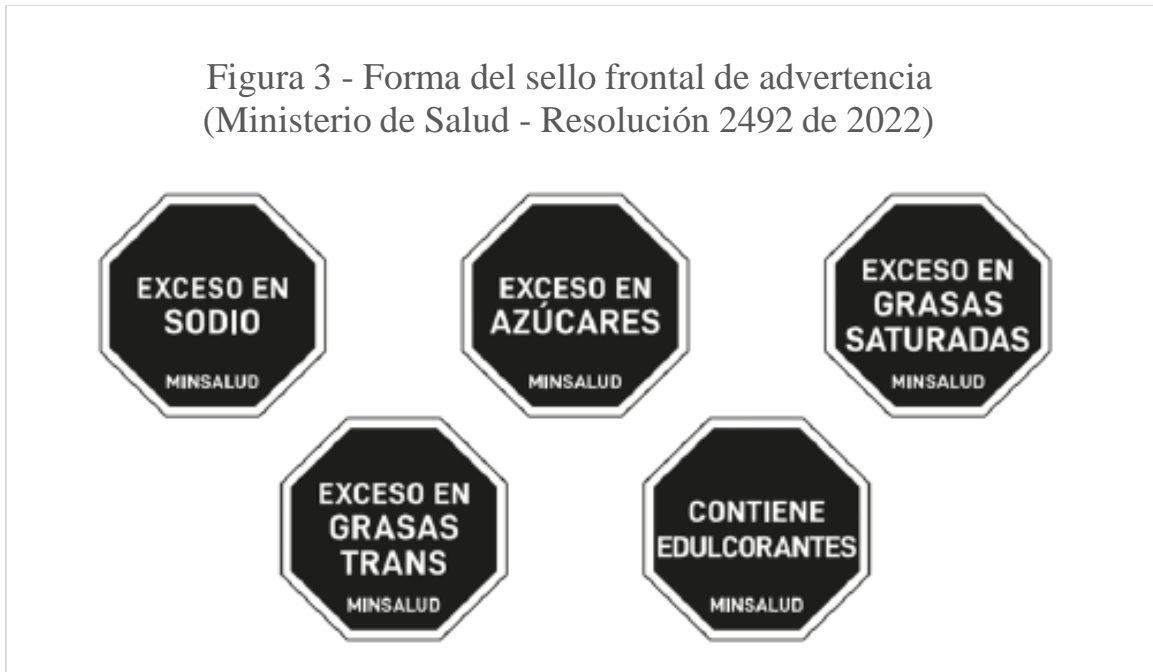 Figura 3 - Forma del sello frontal de advertencia
(Ministerio de Salud - Resolución 2492 de 2022)
EXCESO EN
SODIO
MINSALUD
EXCESO EN
AZÚCARES
MINSALUD
EXCESO EN
GRASAS
SATURADAS
MINSALUD
EXCESO EN
GRASAS
TRANS
MINSALUD
CONTIENE
EDULCORANTES
MINSALUD